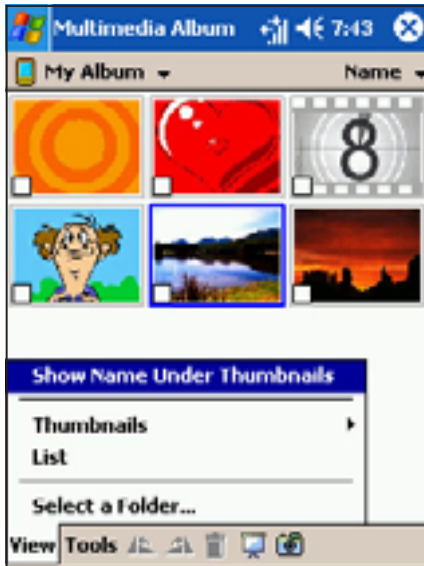 Multimedia Album 7:43
My Album Name
8
Show Name Under Thumbnails
Thumbnails
List
Select a Folder...
View Tools